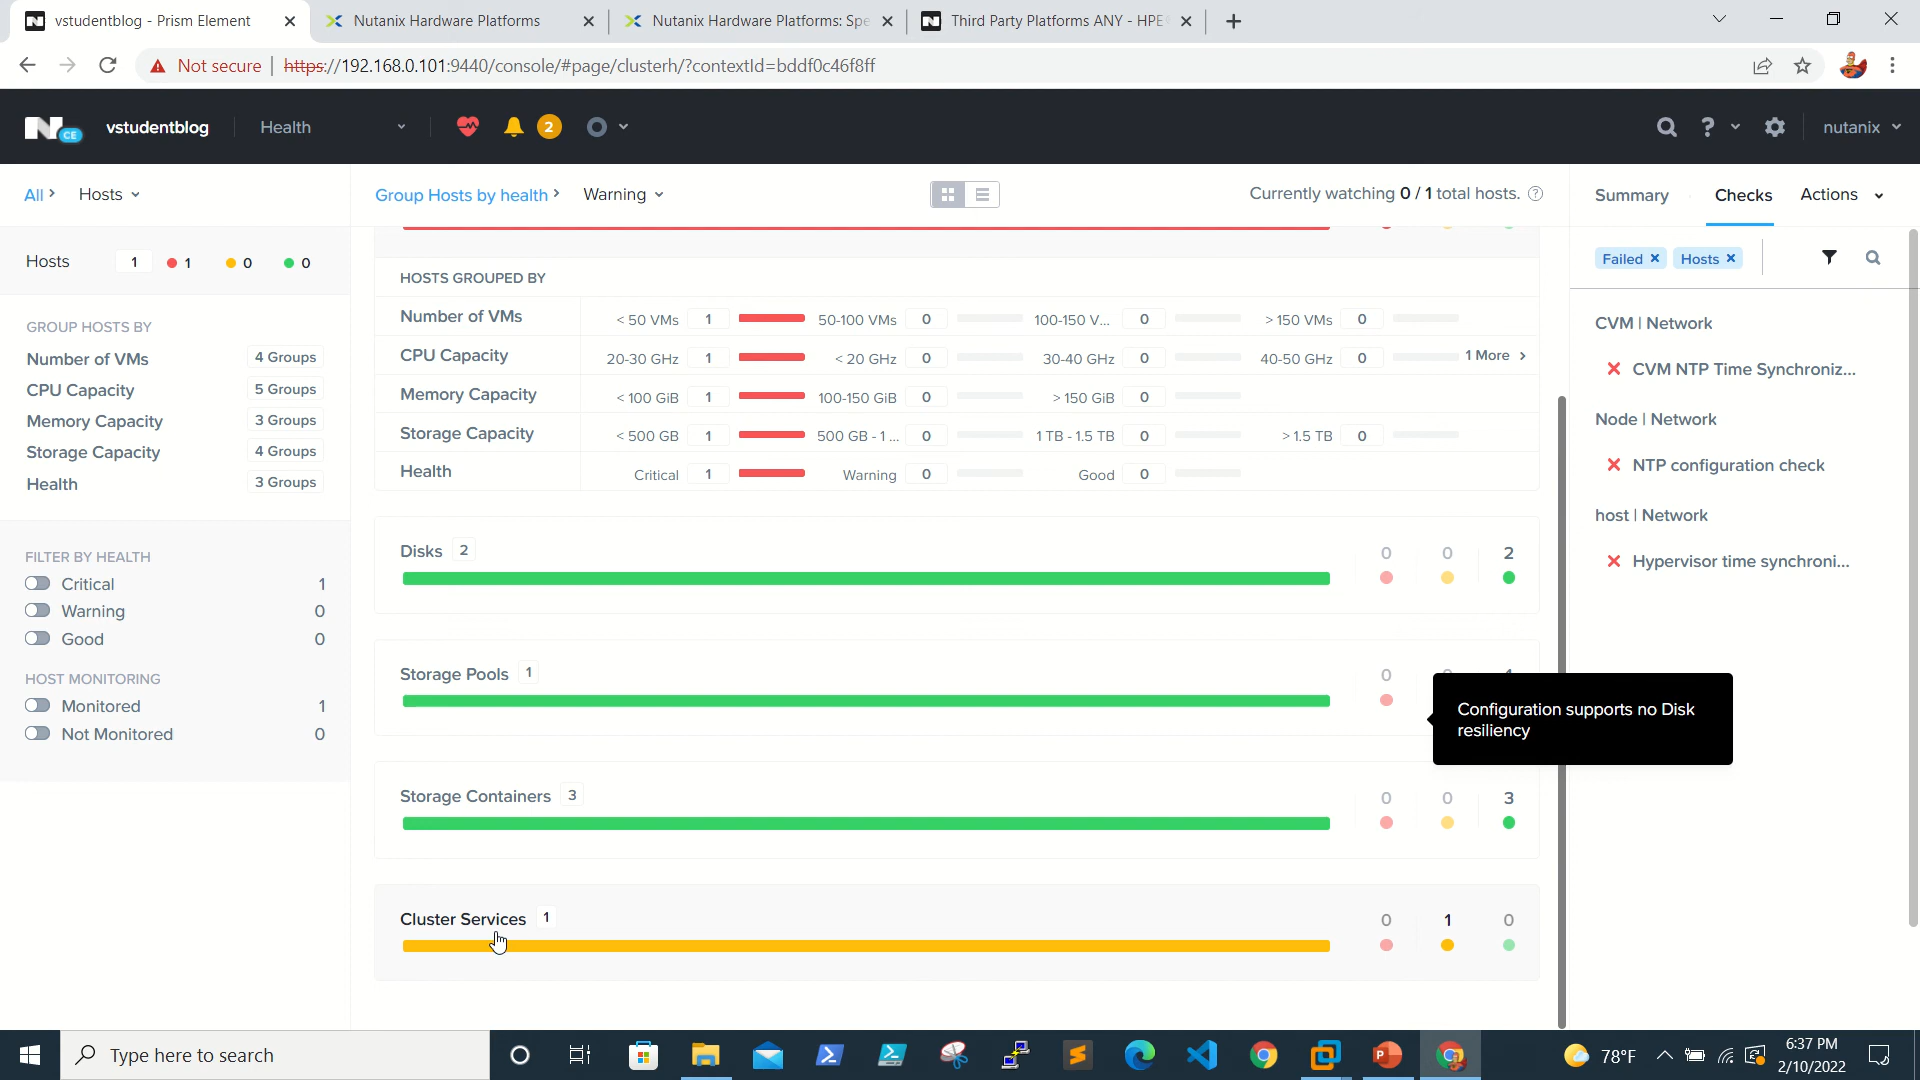 vstudentblog - Prism Element
Nutanix Hardware Platforms
Nutanix Hardware Platforms: Spe
Third Party Platforms ANY - HPE
Not secure
https://192.168.0.101:9440/console/#page/clusterh/?contextId=bddf0c46f8ff
N CE
vstudentblog
Health
2
?
nutanix
All
Hosts
Group Hosts by health
Warning
Currently watching 0 / 1 total hosts. ?
Summary
Checks
Actions
Hosts 1 1 0 0
GROUP HOSTS BY
Number of VMs 4 Groups
CPU Capacity 5 Groups
Memory Capacity 3 Groups
Storage Capacity 4 Groups
Health 3 Groups
FILTER BY HEALTH
Critical 1
Warning 0
Good 0
HOST MONITORING
Monitored 1
Not Monitored 0
HOSTS GROUPED BY
Number of VMs < 50 VMs 1 50-100 VMs 0 100-150 V... 0 > 150 VMs 0
CPU Capacity 20-30 GHz 1 < 20 GHz 0 30-40 GHz 0 40-50 GHz 0 1 More
Memory Capacity < 100 GiB 1 100-150 GiB 0 > 150 GiB 0
Storage Capacity < 500 GB 1 500 GB - 1 ... 0 1 TB - 1.5 TB 0 > 1.5 TB 0
Health Critical 1 Warning 0 Good 0
Disks 2 0 0 2
Storage Pools 1 0
Configuration supports no Disk
resiliency
Storage Containers 3 0 0 3
Cluster Services 1 0 1 0
Failed
Hosts
CVM | Network
CVM NTP Time Synchroniz...
Node | Network
NTP configuration check
host | Network
Hypervisor time synchroni...
Type here to search
78°F
6:37 PM
2/10/2022